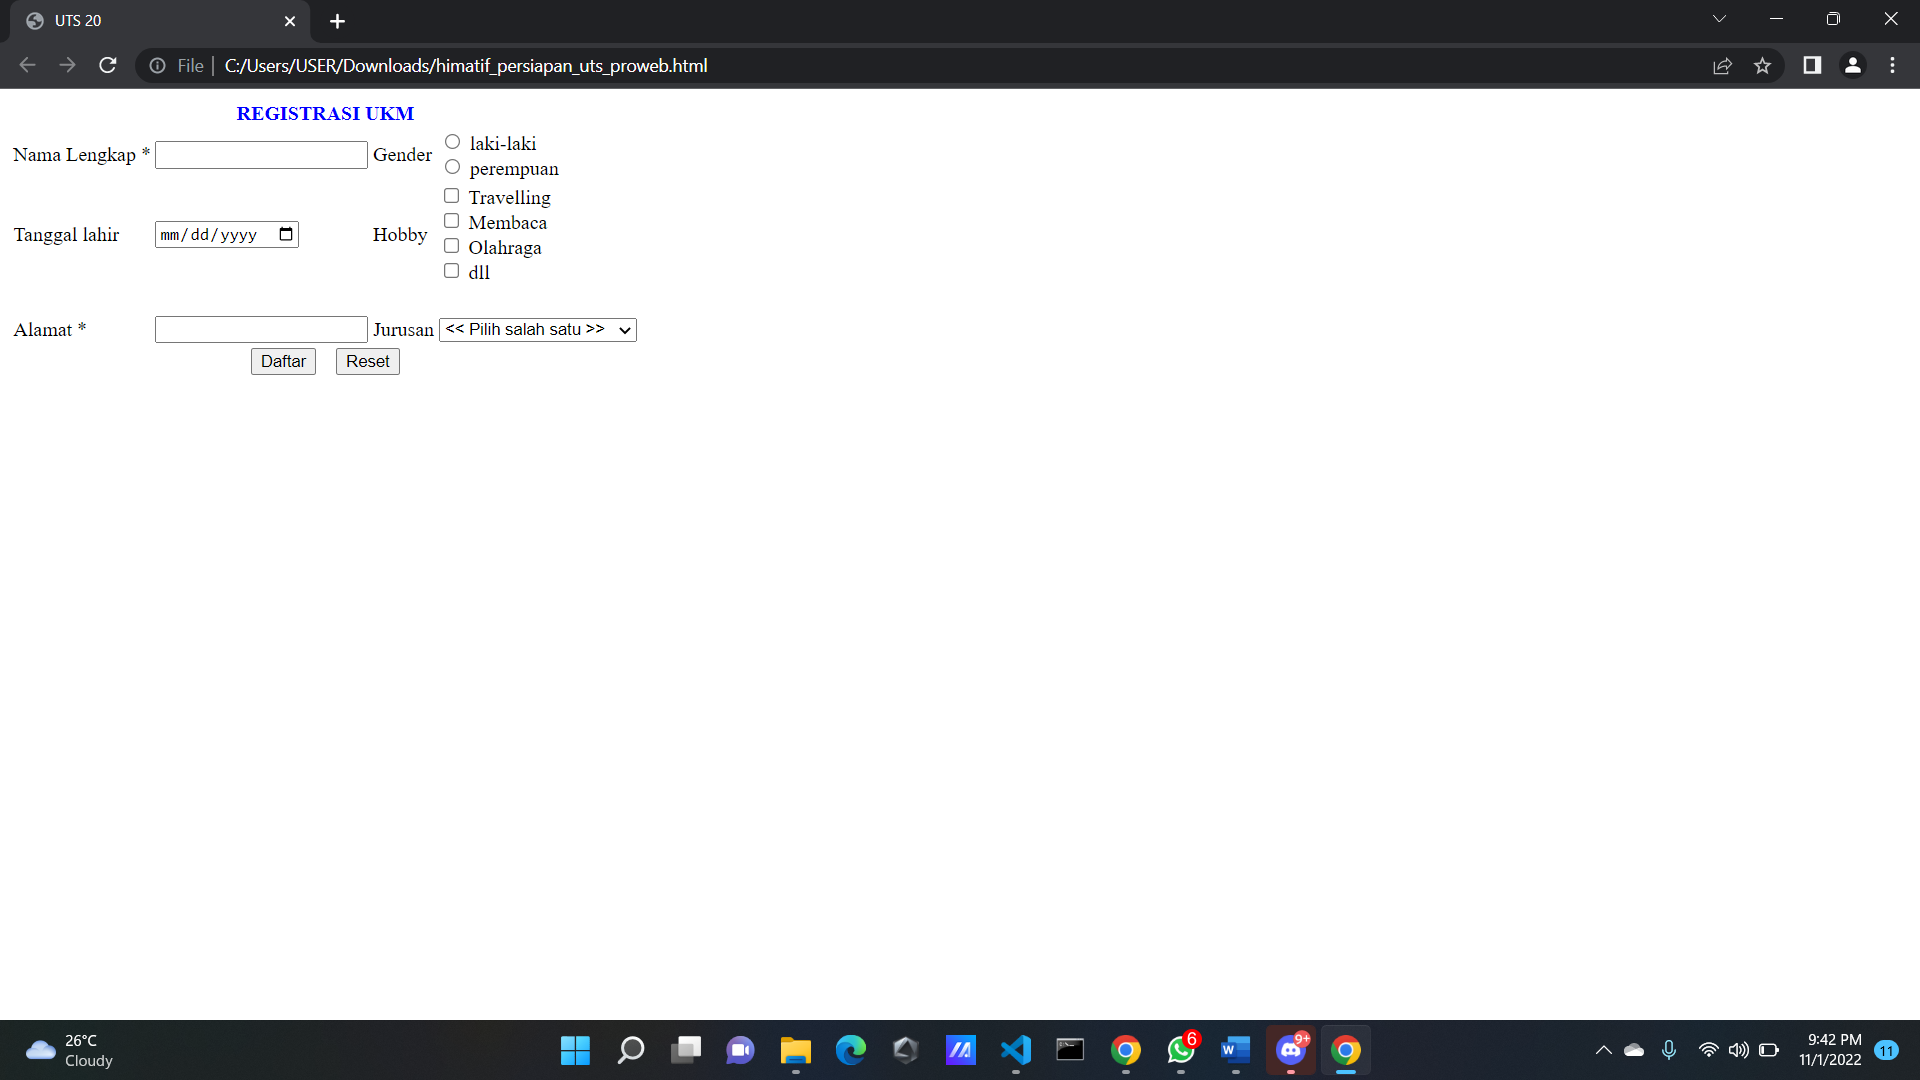 UTS 20
File C:/Users/USER/Downloads/himatif_persiapan_uts_proweb.html
REGISTRASI UKM
Nama Lengkap * Gender
laki-laki
perempuan
Tanggal lahir mm/dd/yyyy Hobby
Travelling
Membaca
Olahraga
dll
Alamat * Jurusan << Pilih salah satu >>
Daftar Reset
26°C
Cloudy
6
W
9+
9:42 PM
11/1/2022
11